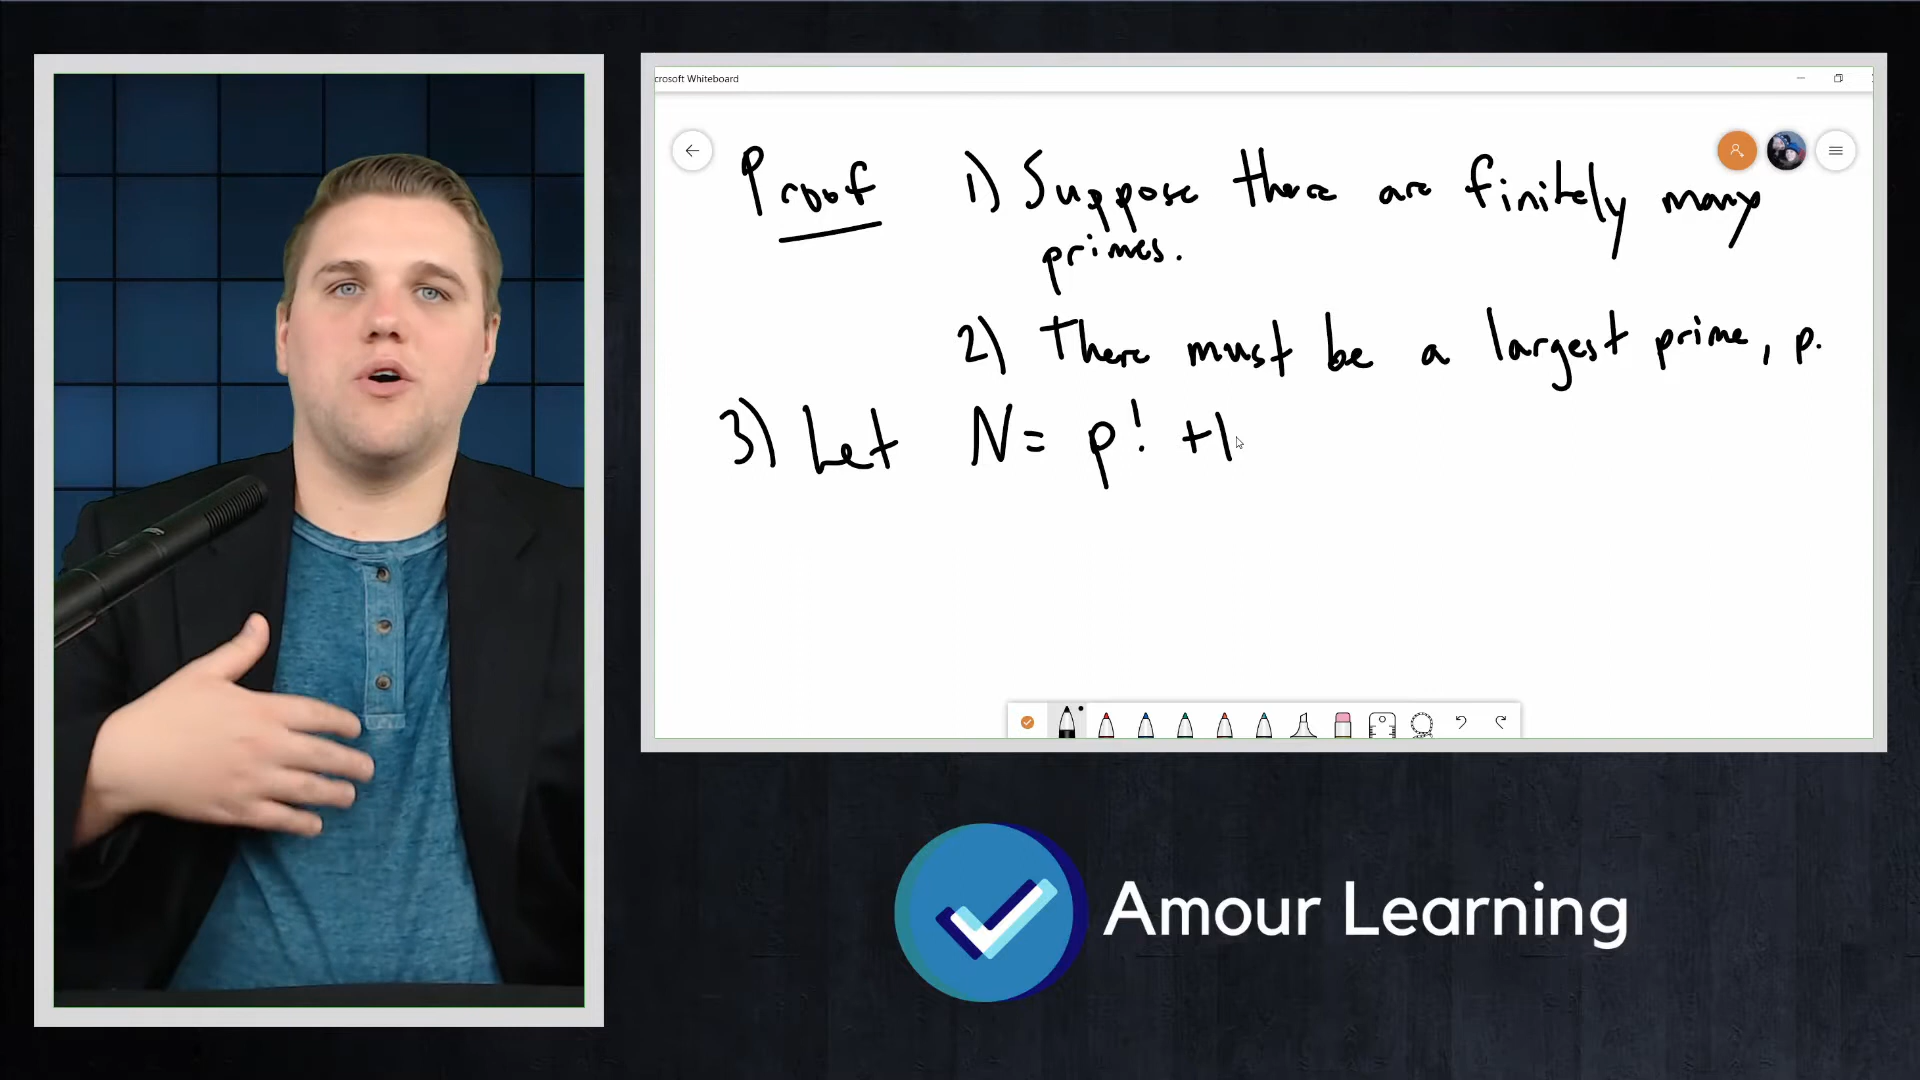 crosoft Whiteboard
Proof 1) Suppose there are finitely many
primes.
2) There must be a largest prime, p.
3) Let N = p! +1
Amour Learning